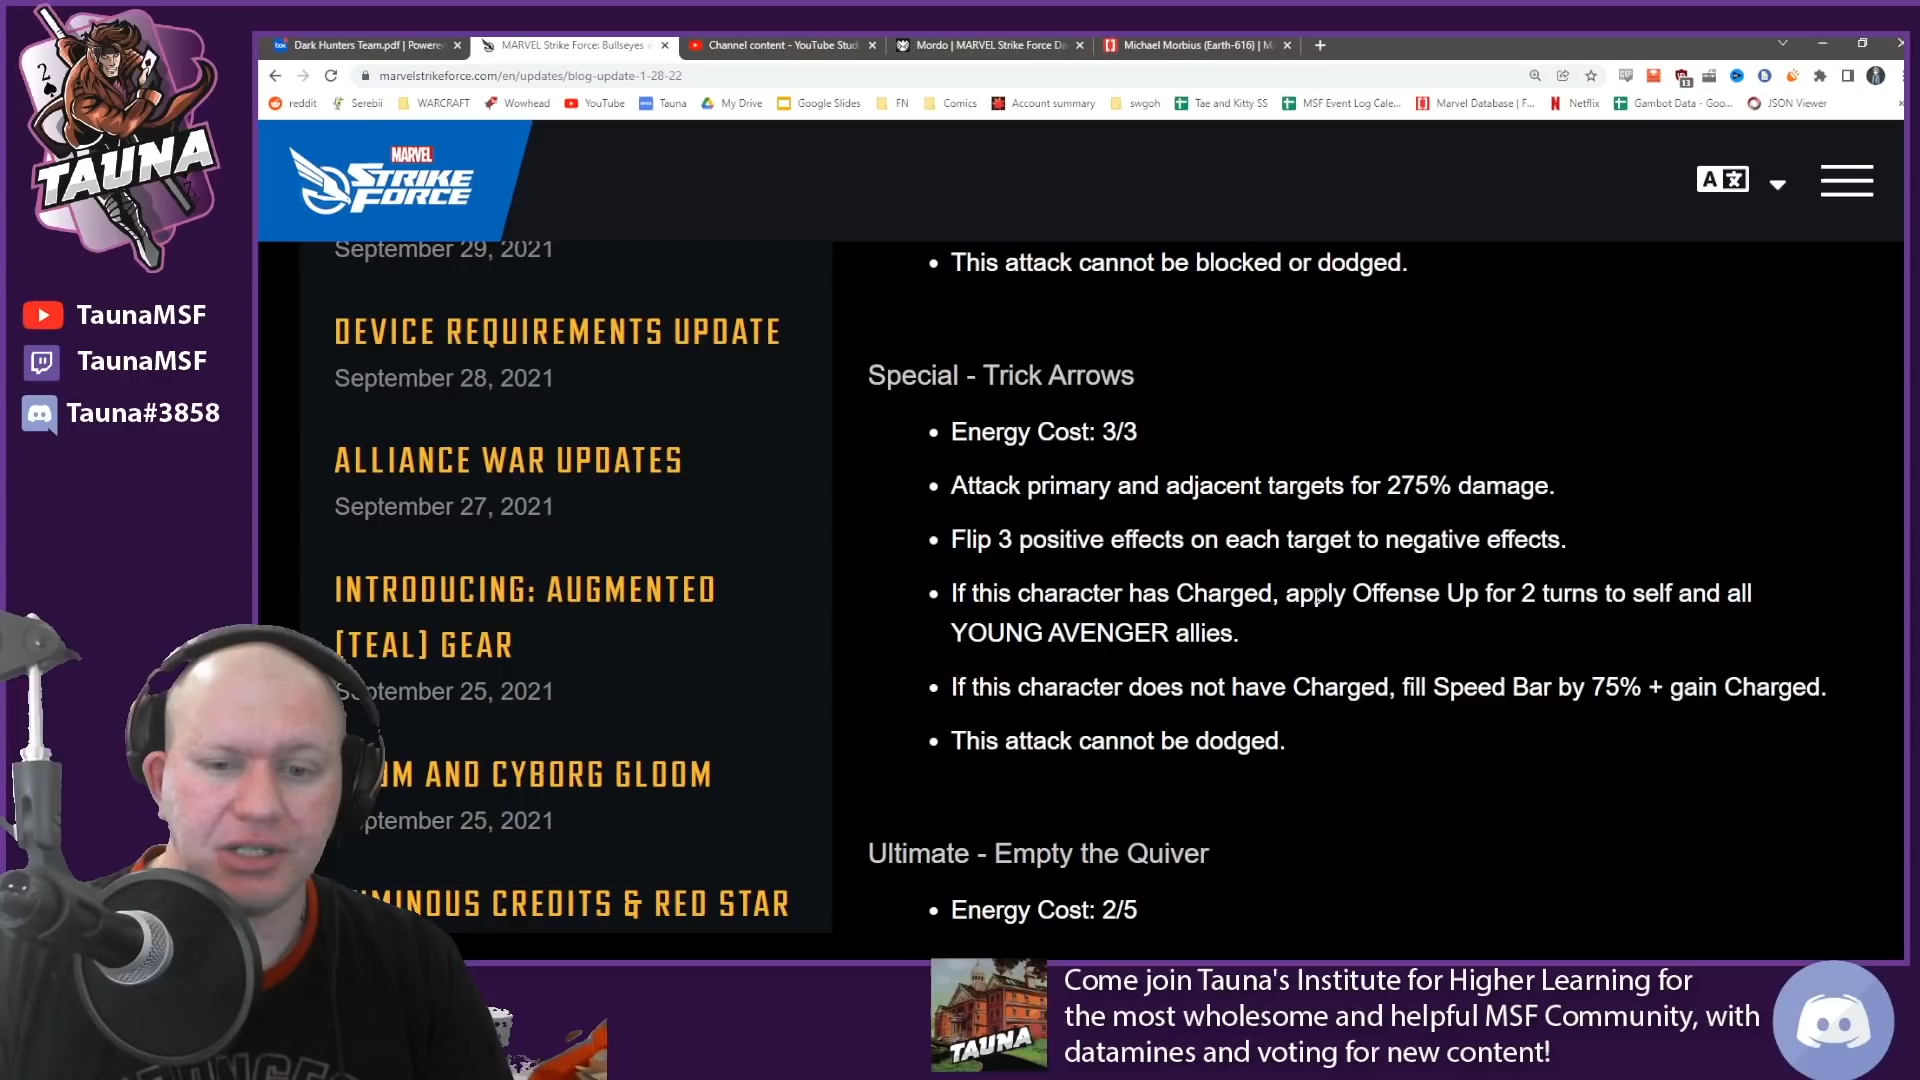 2
TAUNA
TaunaMSF
TaunaMSF
Tauna#3858
Dark Hunters Team.pdf | Powere
MARVEL Strike Force: Bullseyes
Channel content - YouTube Stud
Mordo | MARVEL Strike Force Da
Michael Morbius (Earth-616) | M
marvelstrikeforce.com/en/updates/blog-update-1-28-22
13
reddit
Serebii
WARCRAFT
Wowhead
YouTube
Tauna
My Drive
Google Slides
FN
Comics
Account summary
swgoh
Tae and Kitty SS
MSF Event Log Cale...
Marvel Database | F...
Netflix
Gambot Data - Goo...
JSON Viewer
MARVEL
STRIKE
FORCE
A 文
September 29, 2021
DEVICE REQUIREMENTS UPDATE
September 28, 2021
ALLIANCE WAR UPDATES
September 27, 2021
INTRODUCING: AUGMENTED
[TEAL] GEAR
September 25, 2021
OM AND CYBORG GLOOM
ptember 25, 2021
MINOUS CREDITS & RED STAR
• This attack cannot be blocked or dodged.
Special - Trick Arrows
• Energy Cost: 3/3
• Attack primary and adjacent targets for 275% damage.
• Flip 3 positive effects on each target to negative effects.
• If this character has Charged, apply Offense Up for 2 turns to self and all
YOUNG AVENGER allies.
• If this character does not have Charged, fill Speed Bar by 75% + gain Charged.
• This attack cannot be dodged.
Ultimate - Empty the Quiver
• Energy Cost: 2/5
TAUNA
Come join Tauna's Institute for Higher Learning for
the most wholesome and helpful MSF Community, with
datamines and voting for new content!